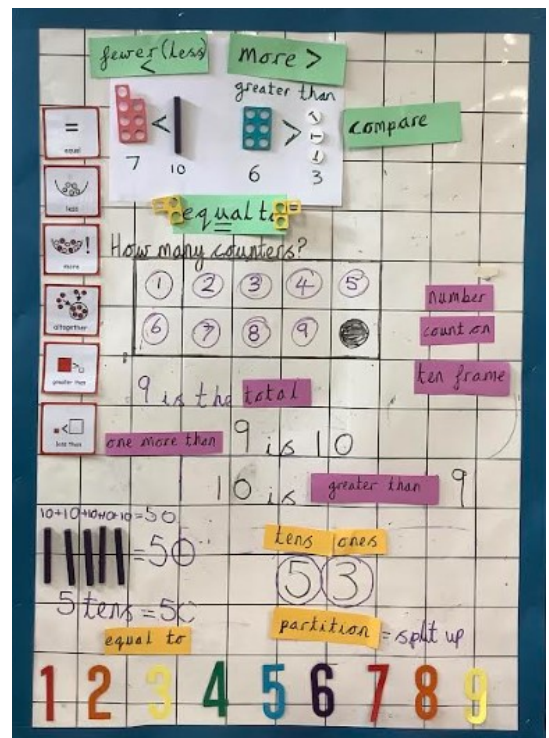 fewer (less)
<
more >
greater than
<
>
compare
7
10
6
3
=
equal
less
!
more
altogether
>
greater than
<
less than
equal to
=
=
How many counters?
1 2 3 4 5
6 7 8 9
number
count on
ten frame
9 is the total
one more than 9 is 10
10 is greater than 9
10+10+10+10+10=50
=50
5 tens = 50
equal to
tens ones
5 3
partition = split up
1 2 3 4 5 6 7 8 9